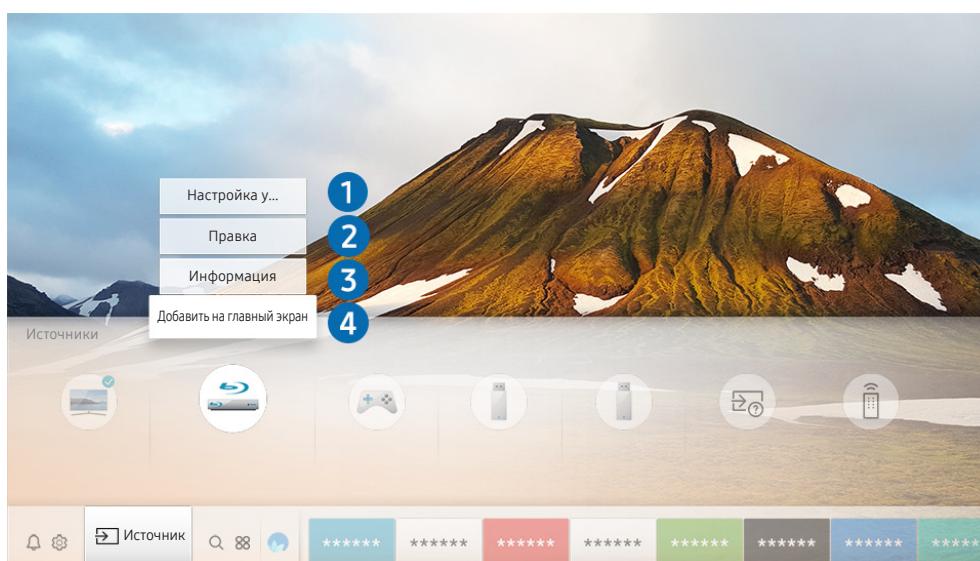 Настройка у...
1
Правка
2
Информация
3
Добавить на главный экран
4
Источники
Источник
****** ****** ****** ****** ****** ****** ****** *****